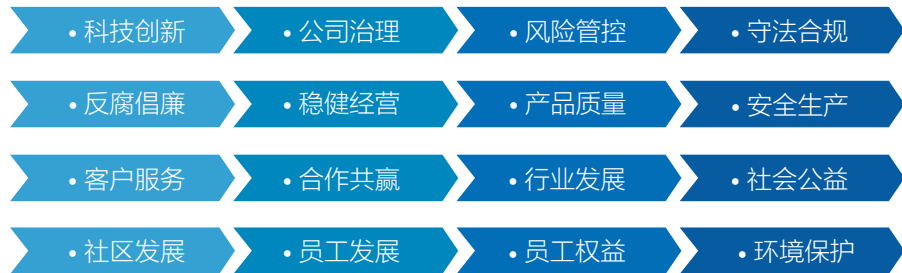 • 科技创新 • 公司治理 • 风险管控 • 守法合规
• 反腐倡廉 • 稳健经营 • 产品质量 • 安全生产
• 客户服务 • 合作共赢 • 行业发展 • 社会公益
• 社区发展 • 员工发展 • 员工权益 • 环境保护